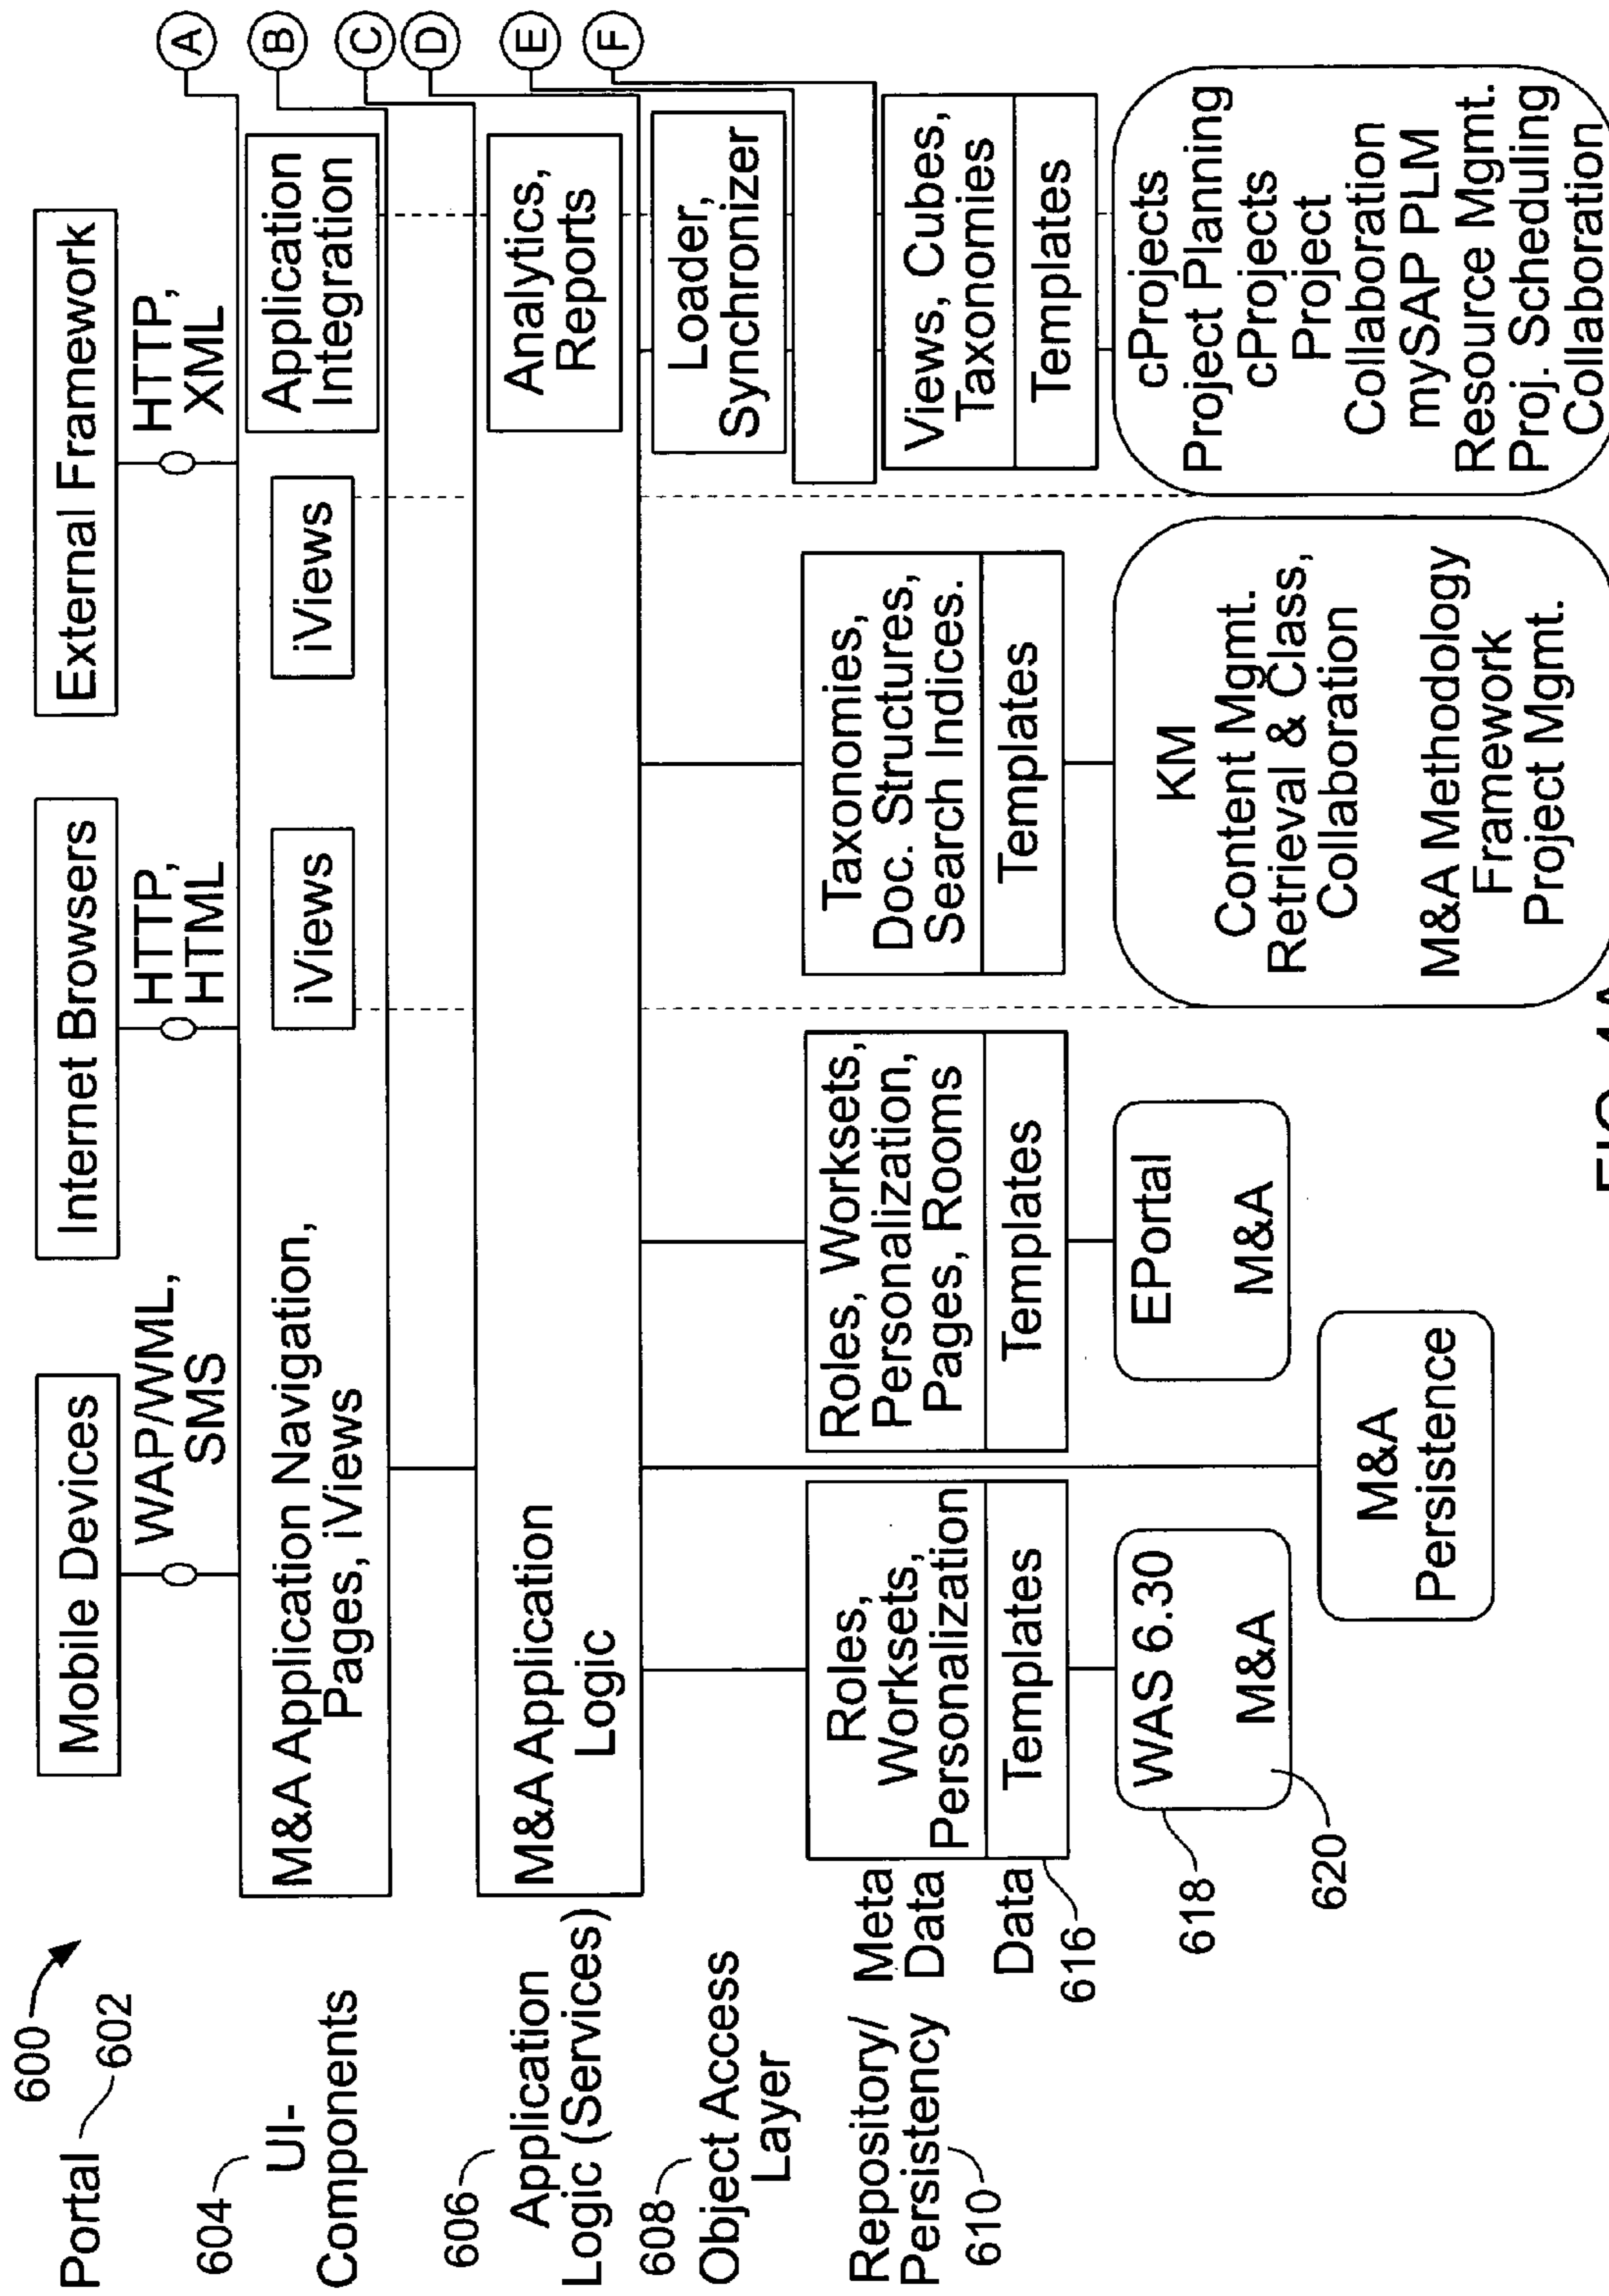 600
Portal 602
Mobile Devices
Internet Browsers
External Framework
WAP/WML,
SMS
HTTP,
HTML
HTTP,
XML
A
B
C
D
E
F
604
UI-
Components
M&A Application Navigation,
Pages, iViews
iViews
iViews
Application
Integration
606
Application
Logic (Services)
M&A Application
Logic
Analytics,
Reports
608
Object Access
Layer
Loader,
Synchronizer
Repository/
Persistency
610
Meta
Data
Data
616
Roles,
Worksets,
Personalization
Templates
Roles, Worksets,
Personalization,
Pages, Rooms
Templates
Taxonomies,
Doc. Structures,
Search Indices.
Templates
Views, Cubes,
Taxonomies
Templates
618
WAS 6.30
M&A
620
EPortal
M&A
M&A
Persistence
KM
Content Mgmt.
Retrieval & Class,
Collaboration
M&A Methodology
Framework
Project Mgmt.
cProjects
Project Planning
cProjects
Project
Collaboration
mySAP PLM
Resource Mgmt.
Proj. Scheduling
Collaboration